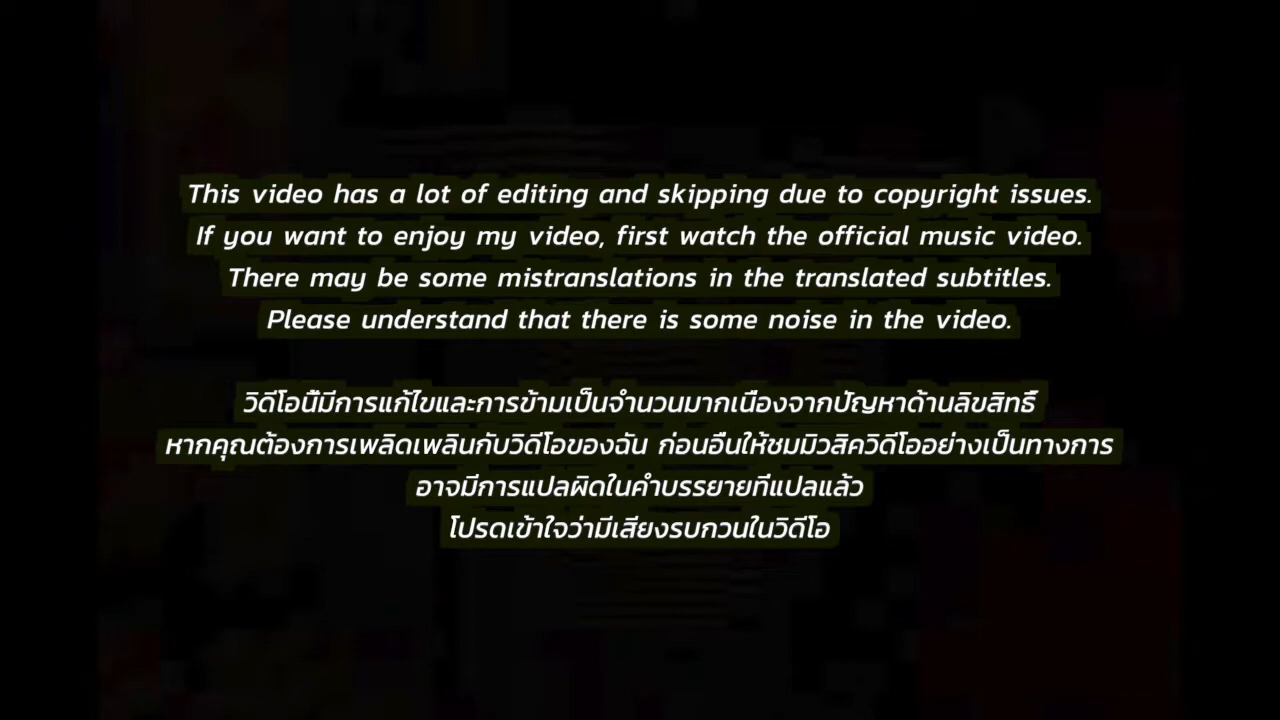 This video has a lot of editing and skipping due to copyright issues.
If you want to enjoy my video, first watch the official music video.
There may be some mistranslations in the translated subtitles.
Please understand that there is some noise in the video.
วิดีโอนี้มีการแก้ไขและการข้ามเป็นจำนวนมากเนื่องจากปัญหาด้านลิขสิทธิ์
หากคุณต้องการเพลิดเพลินกับวิดีโอของฉัน ก่อนอื่นให้ชมมิวสิควิดีโออย่างเป็นทางการ
อาจมีการแปลผิดในคำบรรยายที่แปลแล้ว
โปรดเข้าใจว่ามีเสียงรบกวนในวิดีโอ